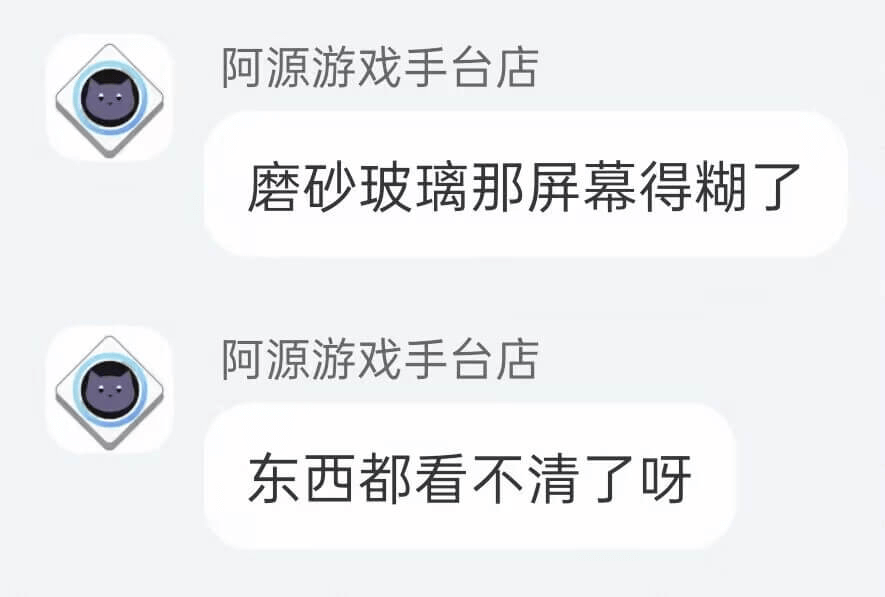 阿源游戏手台店
磨砂玻璃那屏幕得糊了
阿源游戏手台店
东西都看不清了呀